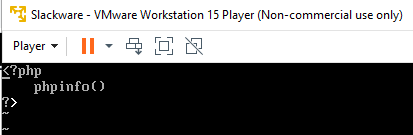 Slackware - VMware Workstation 15 Player (Non-commercial use only)
Player
<?php
    phpinfo()
?>
~
~